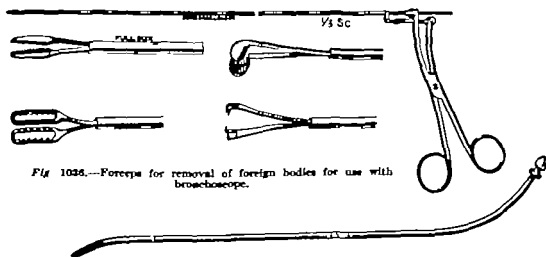 1/3 Sc
FULL SIZE
Fig 1036.—Forceps for removal of foreign bodies for use with
bronchoscope.